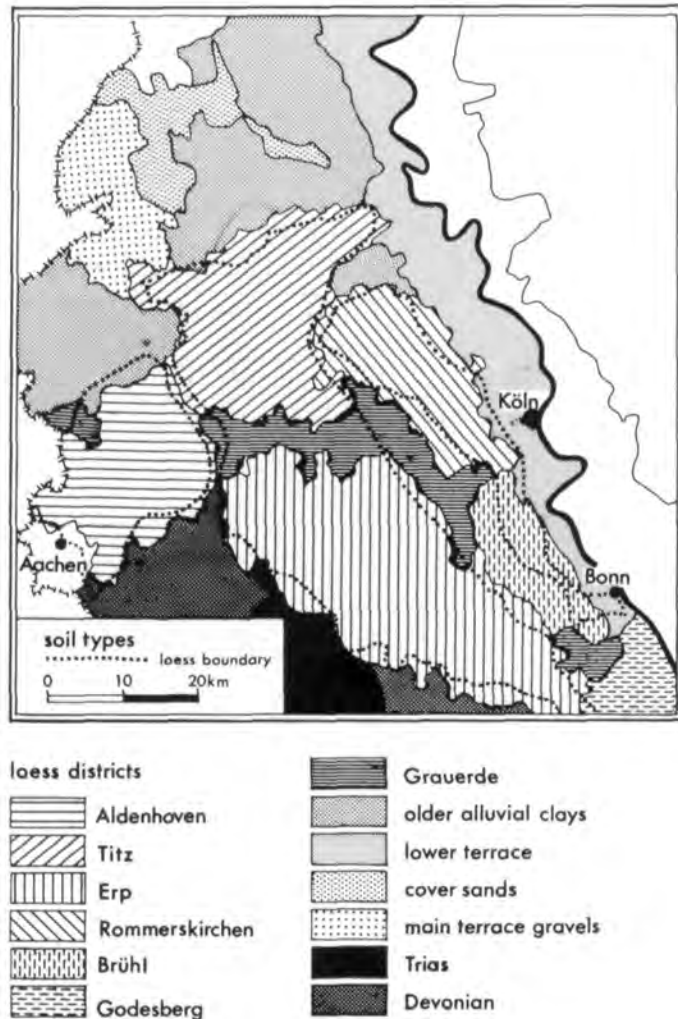 Köln
Aachen
Bonn
soil types
loess boundary
0 10 20km
loess districts
Aldenhoven
Titz
Erp
Rommerskirchen
Brühl
Godesberg
Grauerde
older alluvial clays
lower terrace
cover sands
main terrace gravels
Trias
Devonian